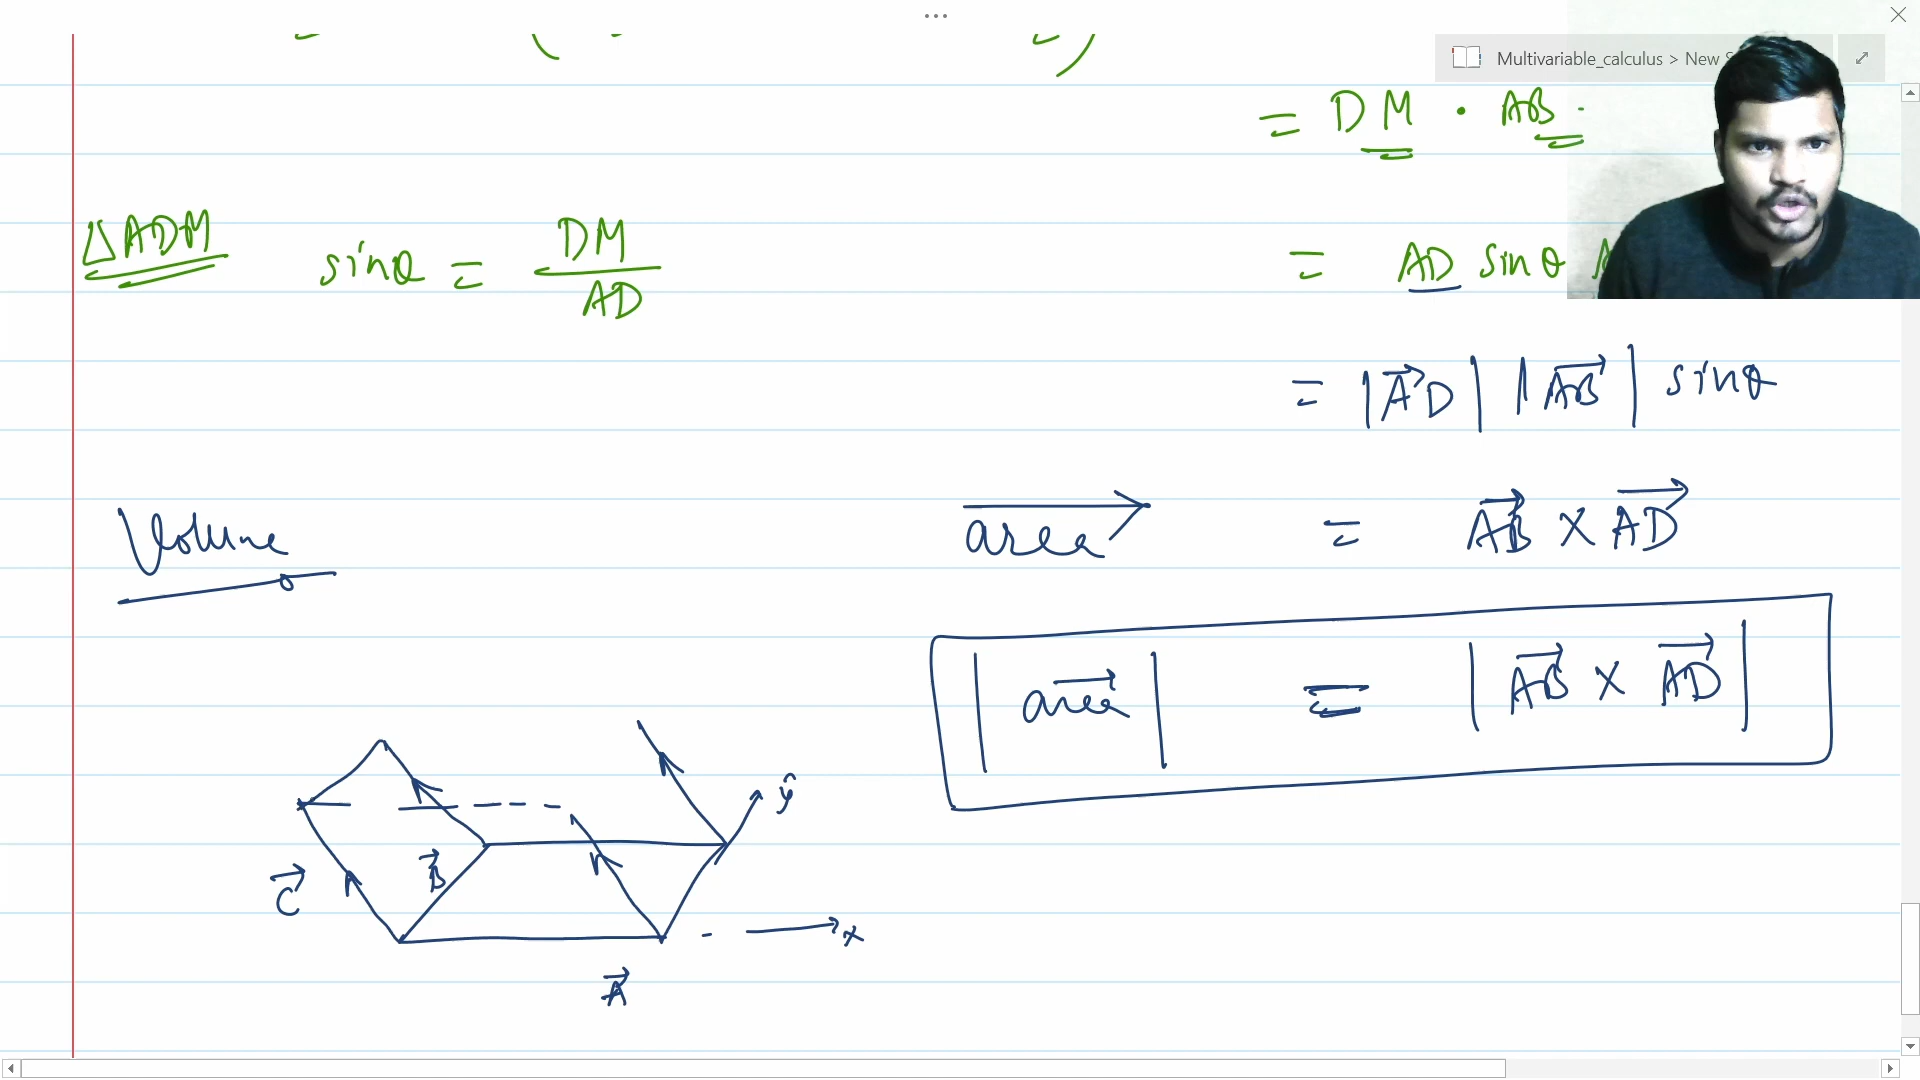 Multivariable_calculus > New
= DM · AB ·
ΔADM sinθ = DM / AD
= AD sinθ
= |AD| |AB| sinθ
Volume
area = AB × AD
|area| = |AB × AD|
ŷ
C B
x
A